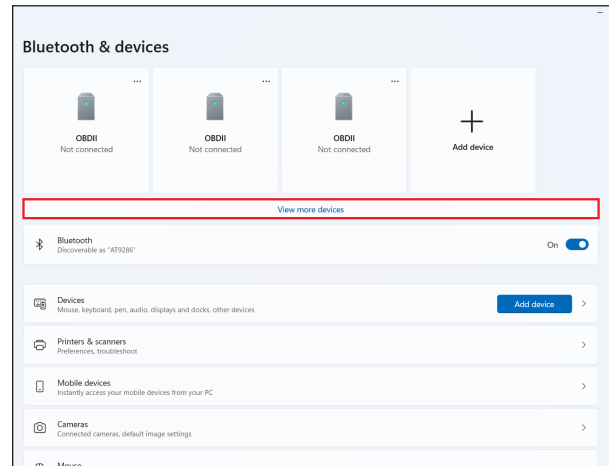 Bluetooth & devices
OBDII
Not connected
OBDII
Not connected
OBDII
Not connected
Add device
View more devices
Bluetooth
Discoverable as "AT9286"
On
Devices
Mouse, keyboard, pen, audio, displays and docks, other devices
Add device
Printers & scanners
Preferences, troubleshoot
Mobile devices
Instantly access your mobile devices from your PC
Cameras
Connected cameras, default image settings
Mouse